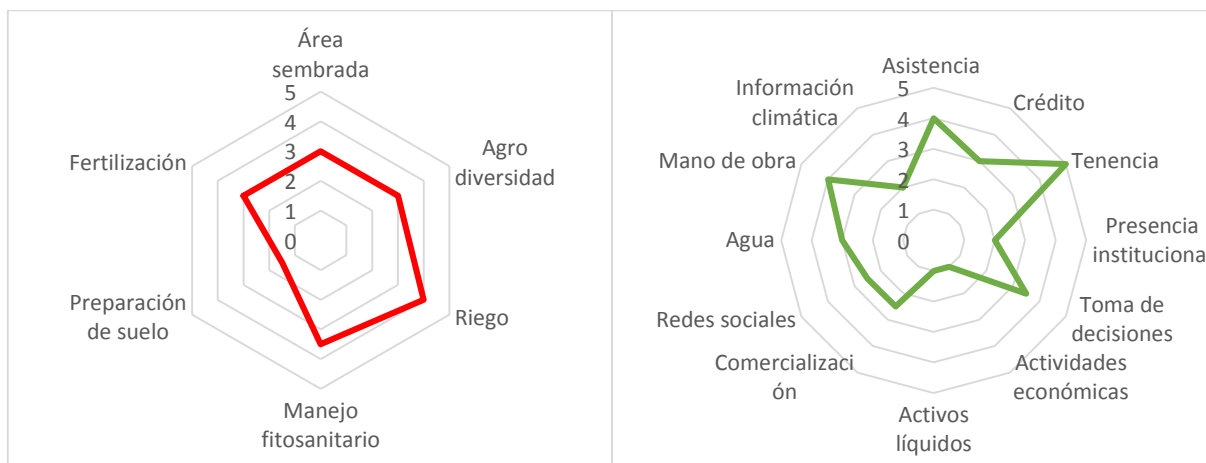 Área
sembrada
Agro
diversidad
Riego
Manejo
fitosanitario
Preparación
de suelo
Fertilización
5
4
3
2
1
0
Asistencia
Crédito
Tenencia
Presencia
instituciona
Toma de
decisiones
Actividades
económicas
Activos
líquidos
Comercializaci
ón
Redes sociales
Agua
Mano de obra
Información
climática
5
4
3
2
1
0